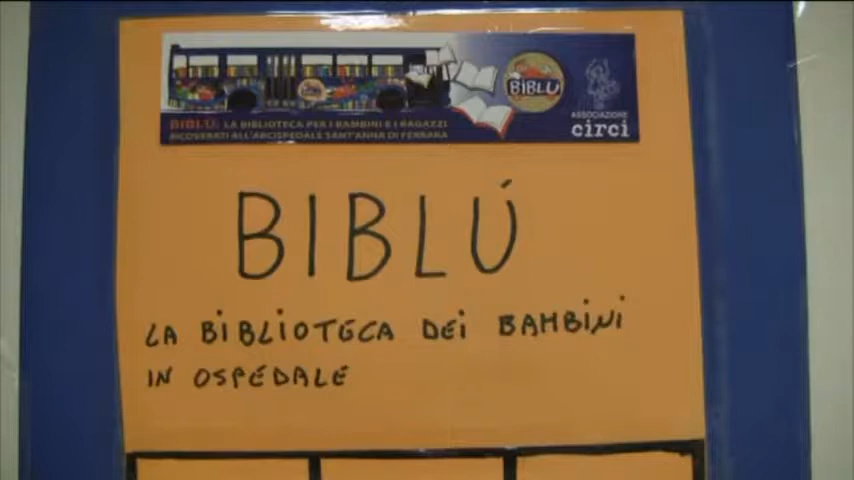 BIBLÙ: LA BIBLIOTECA PER I BAMBINI E I RAGAZZI
RICOVERATI ALL'ARCISPEDALE SANT'ANNA DI FERRARA
BIBLÙ
ASSOCIAZIONE
circi
BIBLÚ
LA BIBLIOTECA DEI BAMBINI
IN OSPEDALE